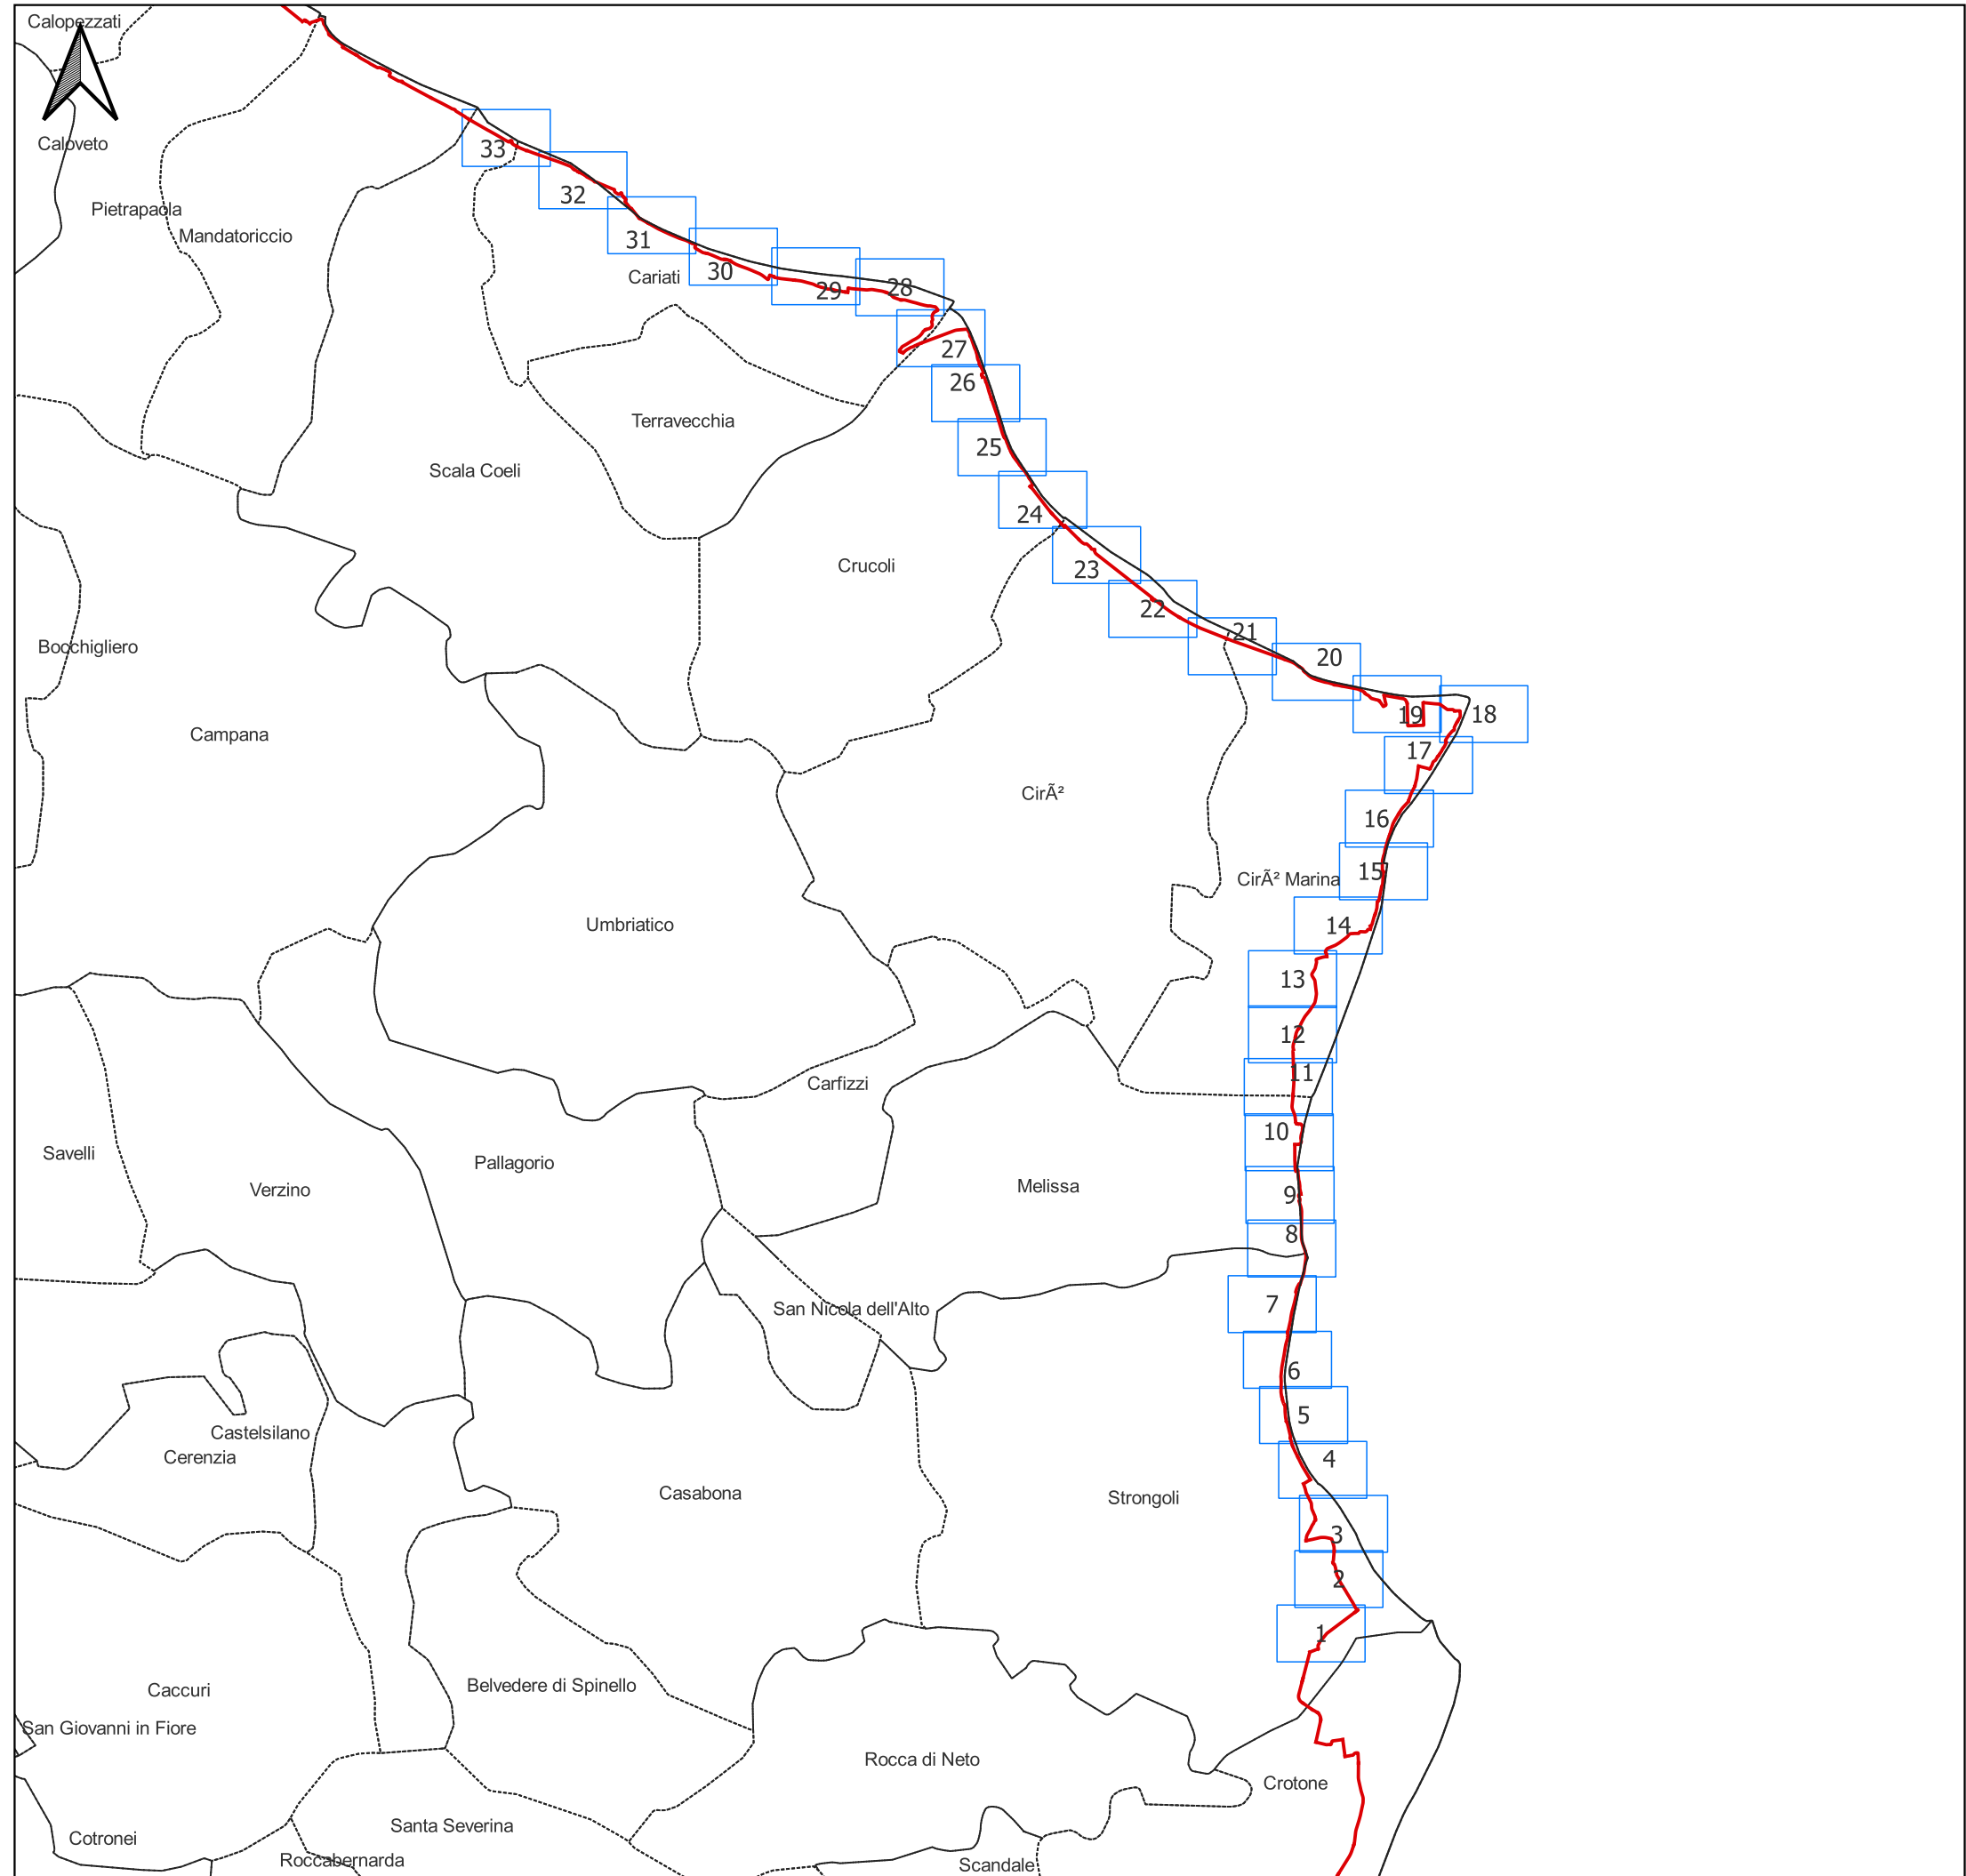 Calopezzati
Caloveto
33
32
Pietrapaola
Mandatoriccio
31
30
Cariati
29
28
27
26
Terravecchia
25
Scala Coeli
24
Crucoli
23
22
21
Bocchigliero
20
19
18
Campana
17
CirÃ²
16
15
CirÃ² Marina
Umbriatico
14
13
12
11
Carfizzi
10
Savelli
Pallagorio
Verzino
Melissa
9
8
7
San Nicola dell'Alto
6
5
Castelsilano
Cerenzia
4
Casabona
Strongoli
3
2
1
Belvedere di Spinello
Caccuri
San Giovanni in Fiore
Rocca di Neto
Crotone
Santa Severina
Cotronei
Roccabernarda
Scandale